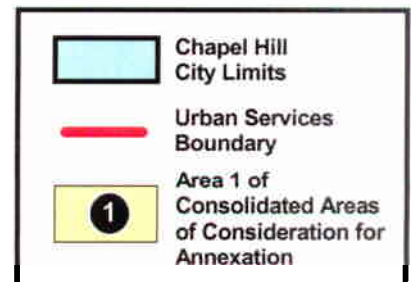 Chapel Hill
City Limits
Urban Services
Boundary
1
Area 1 of
Consolidated Areas
of Consideration for
Annexation